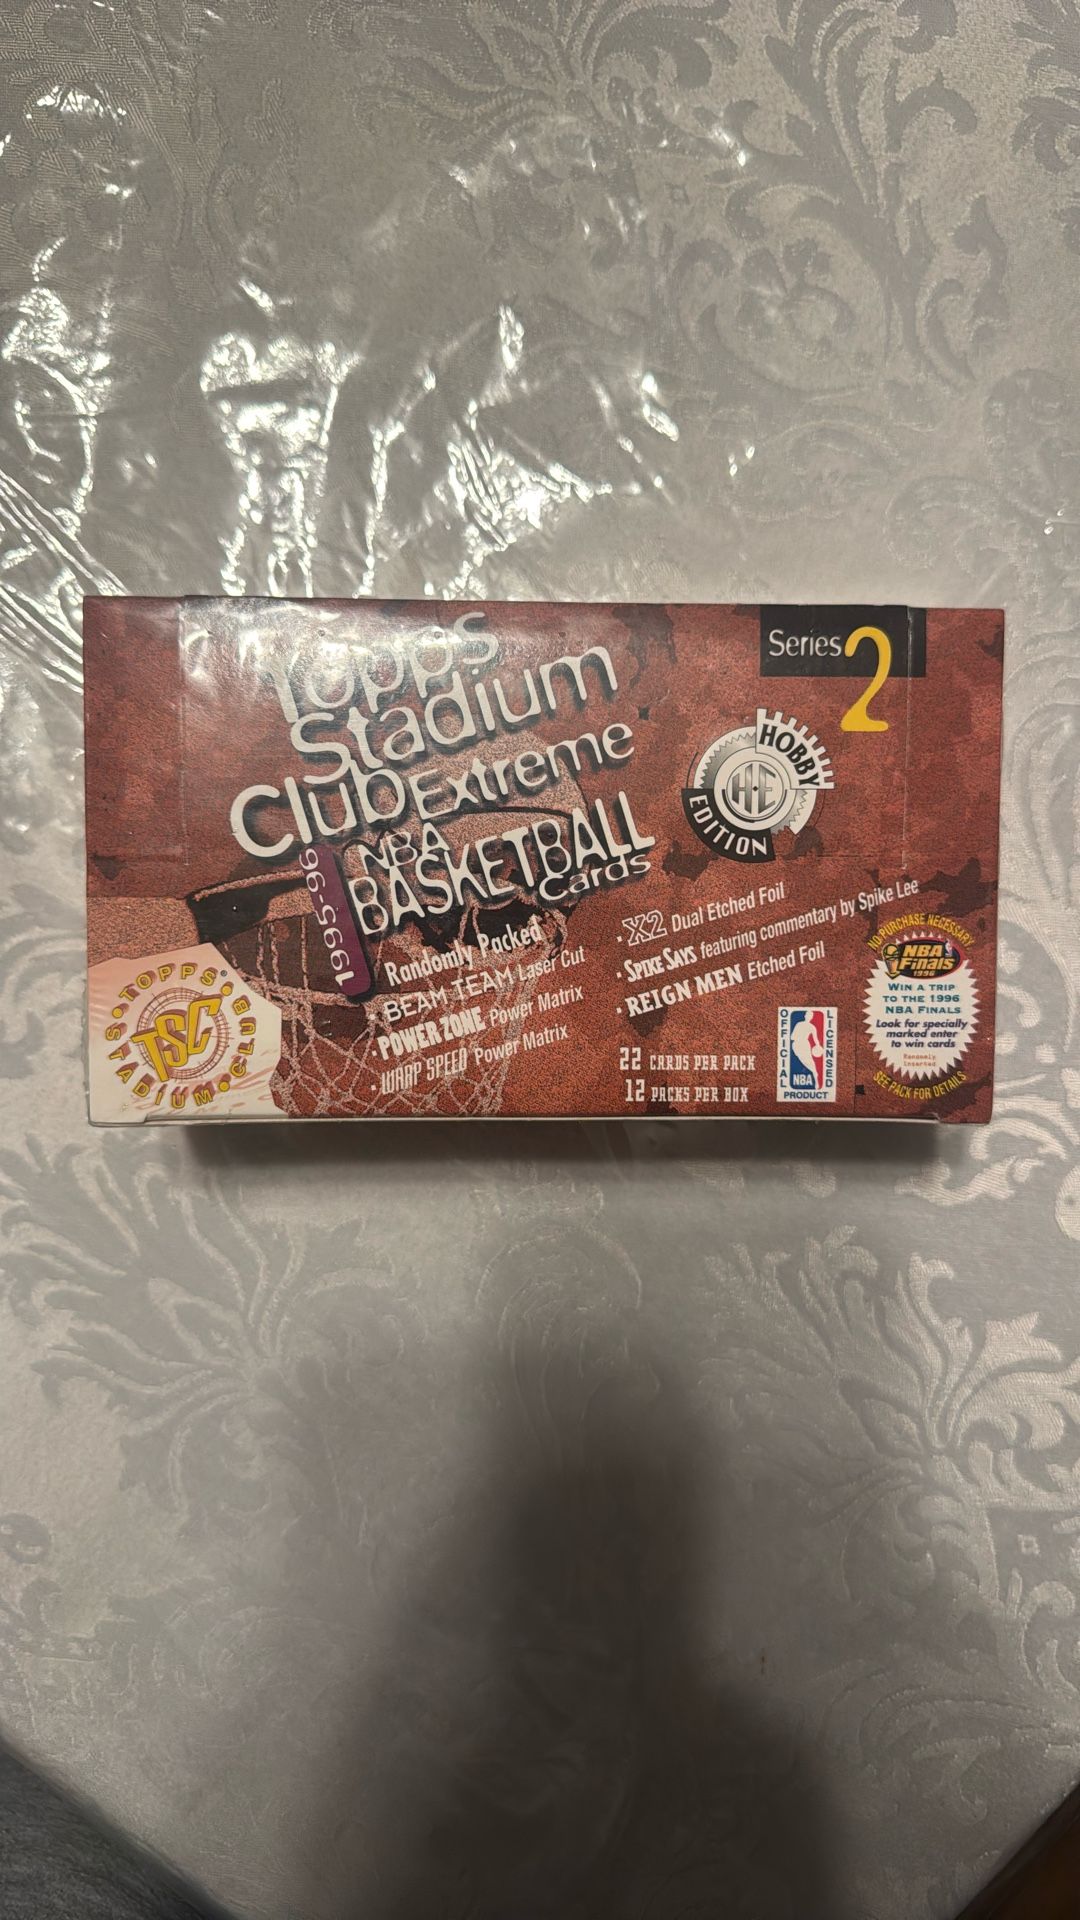 Topps
Stadium
Club Extreme
NBA
BASKETBALL
Cards
1995-96
Series 2
HOBBY
HE
EDITION
Randomly Packed
· BEAM TEAM Laser Cut
· POWER ZONE Power Matrix
· WARP SPEED Power Matrix
· X2 Dual Etched Foil
· SPIKE SAYS featuring commentary by Spike Lee
· REIGN MEN Etched Foil
22 CARDS PER PACK
12 PACKS PER BOX
TOPPS®
STADIUM
CLUB
TSC
OFFICIAL
LICENSED
NBA
PRODUCT
NO PURCHASE NECESSARY
NBA
Finals
1996
WIN A TRIP
TO THE 1996
NBA FINALS
Look for specially
marked enter
to win cards
Randomly
Inserted
SEE PACK FOR DETAILS